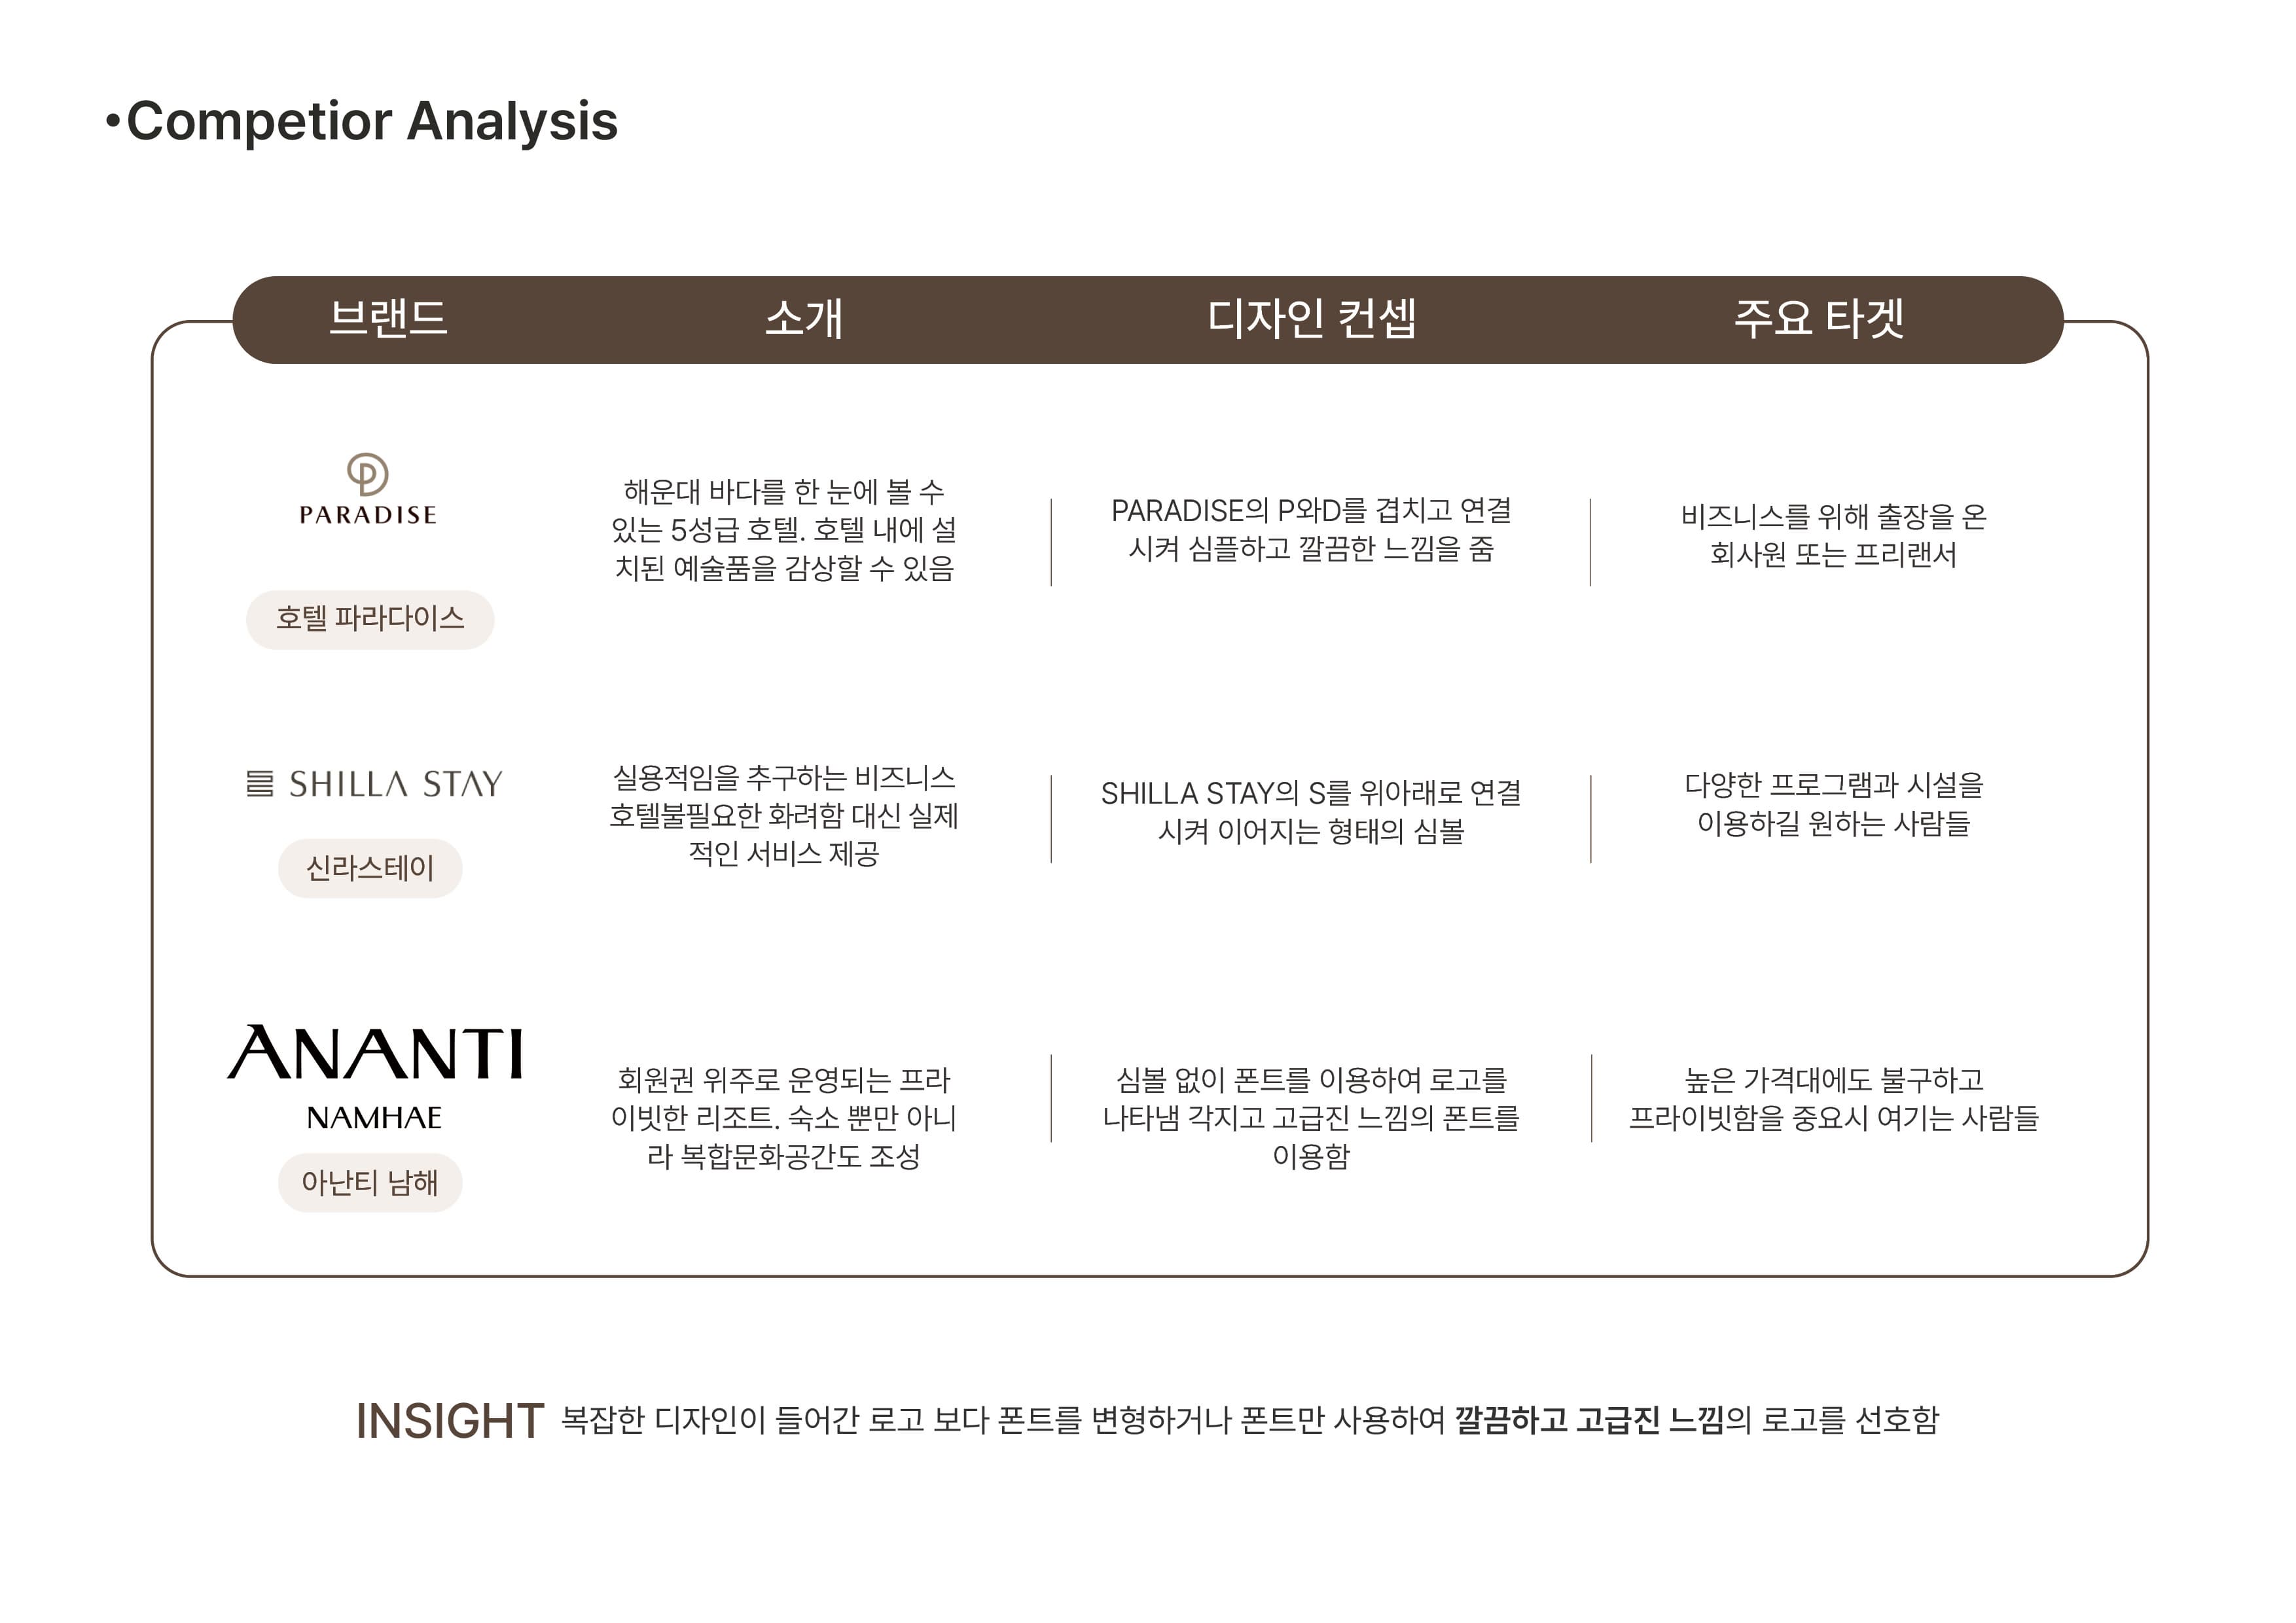 •Competior Analysis
브랜드 소개 디자인 컨셉 주요 타겟
PARADISE
호텔 파라다이스
해운대 바다를 한 눈에 볼 수
있는 5성급 호텔. 호텔 내에 설
치된 예술품을 감상할 수 있음
PARADISE의 P와D를 겹치고 연결
시켜 심플하고 깔끔한 느낌을 줌
비즈니스를 위해 출장을 온
회사원 또는 프리랜서
SHILLA STAY
신라스테이
실용적임을 추구하는 비즈니스
호텔불필요한 화려함 대신 실제
적인 서비스 제공
SHILLA STAY의 S를 위아래로 연결
시켜 이어지는 형태의 심볼
다양한 프로그램과 시설을
이용하길 원하는 사람들
ANANTI
NAMHAE
아난티 남해
회원권 위주로 운영되는 프라
이빗한 리조트. 숙소 뿐만 아니
라 복합문화공간도 조성
심볼 없이 폰트를 이용하여 로고를
나타냄 각지고 고급진 느낌의 폰트를
이용함
높은 가격대에도 불구하고
프라이빗함을 중요시 여기는 사람들
INSIGHT 복잡한 디자인이 들어간 로고 보다 폰트를 변형하거나 폰트만 사용하여 깔끔하고 고급진 느낌의 로고를 선호함